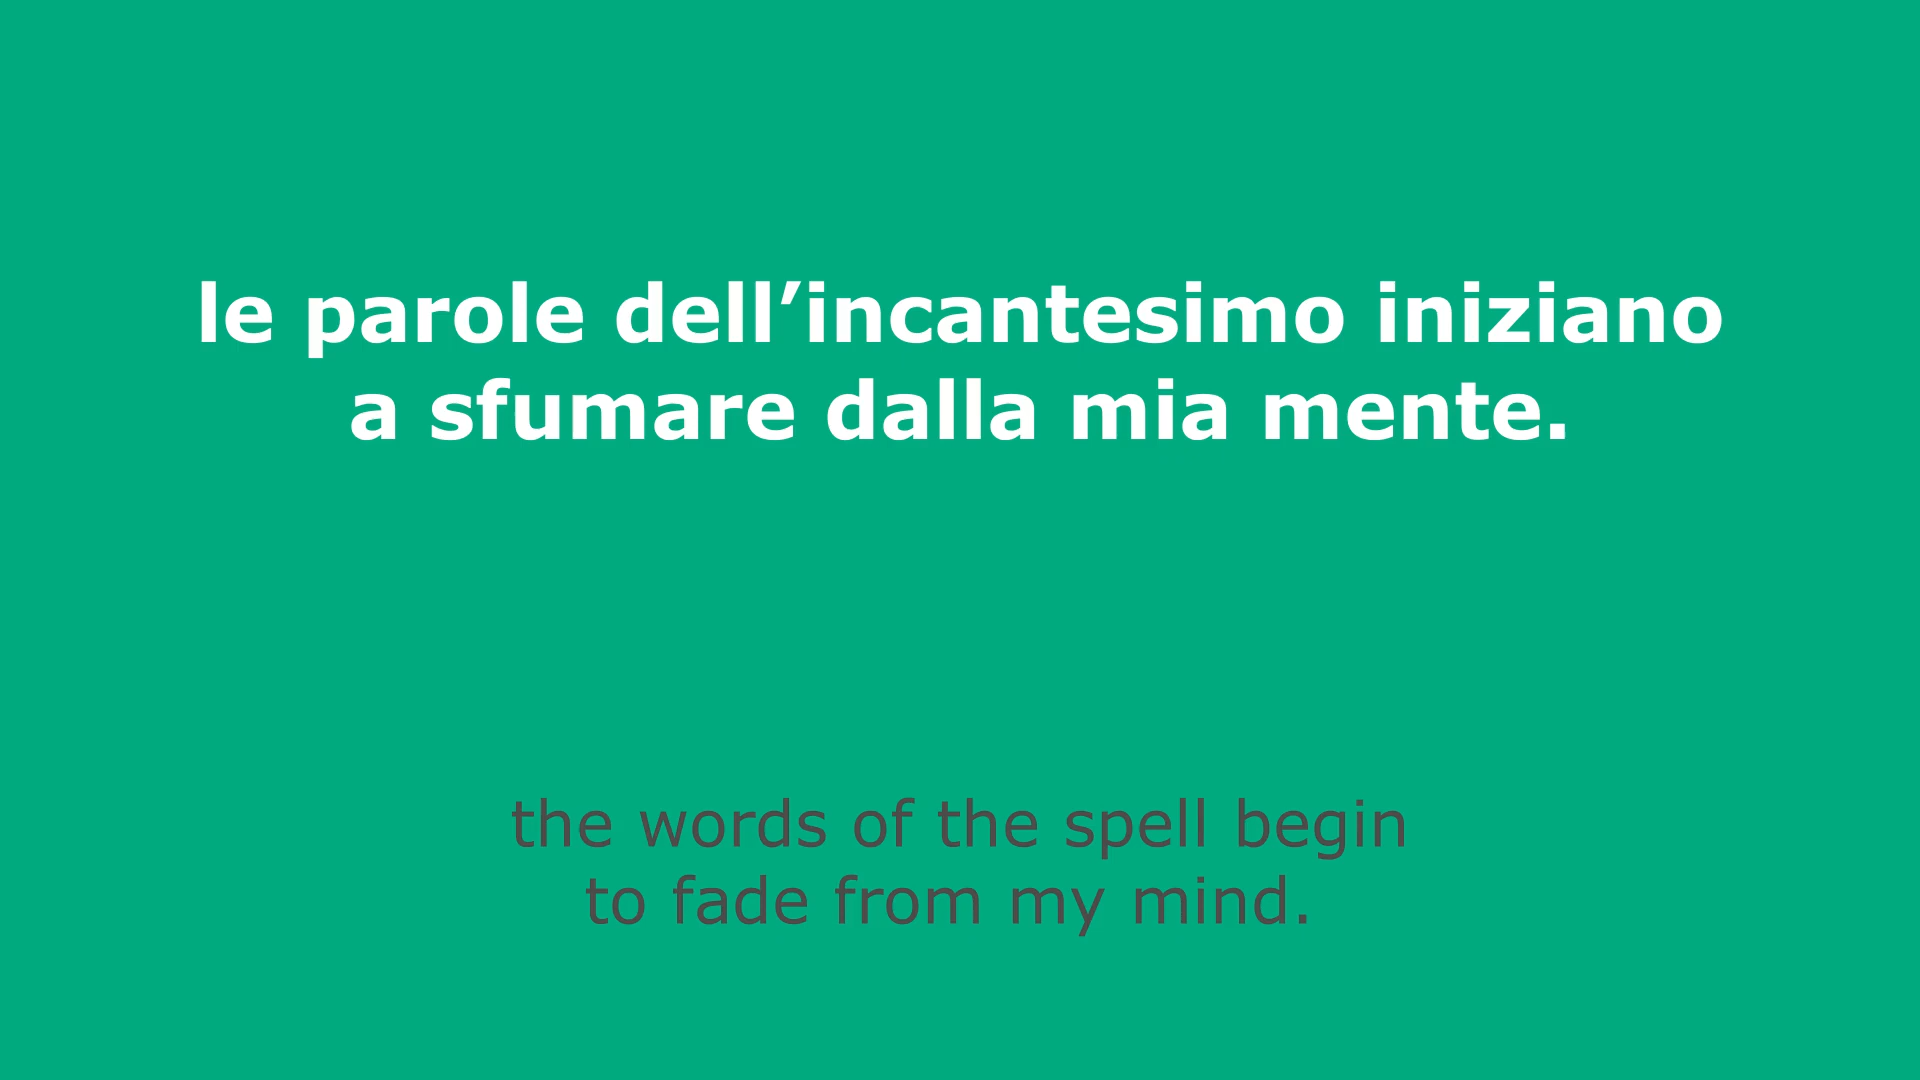 le parole dell’incantesimo iniziano
a sfumare dalla mia mente.
the words of the spell begin
to fade from my mind.